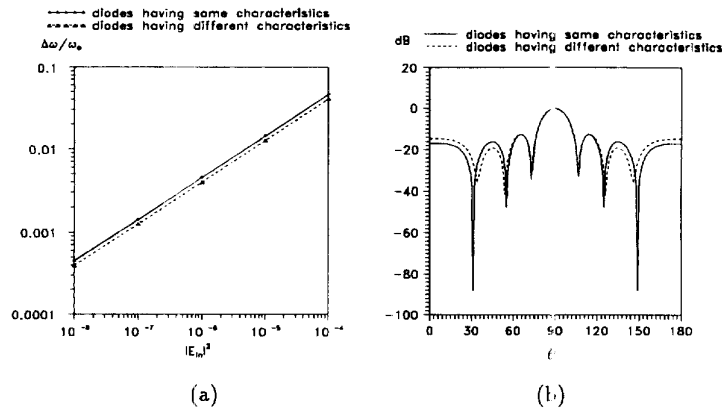 diodes having same characteristics
diodes having different characteristics
Δω/ω₀
0.1
0.01
0.001
0.0001
10⁻⁸ 10⁻⁷ 10⁻⁶ 10⁻⁵ 10⁻⁴
|E_in|²
(a)
diodes having same characteristics
diodes having different characteristics
dB
20
0
−20
−40
−60
−80
−100
0 30 60 90 120 150 180
(b)